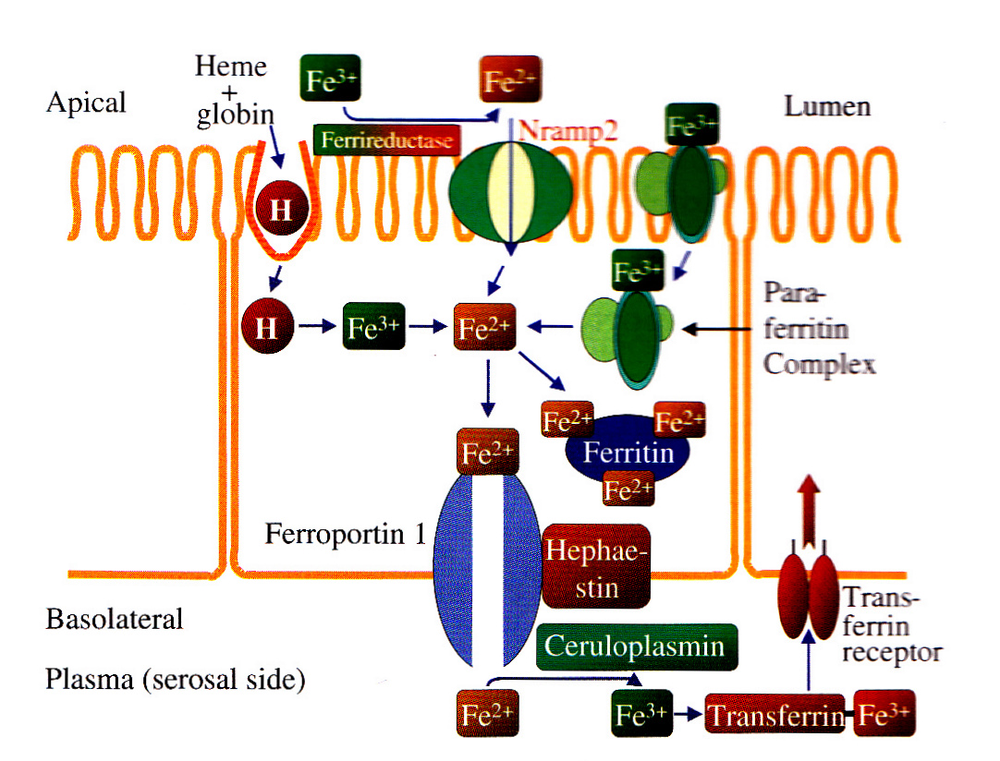 Heme
+
globin
Fe3+
Fe2+
Apical
Lumen
Ferrireductase
Nramp2
Fe3+
H
Fe3+
H
Fe3+
Fe2+
Para-
ferritin
Complex
Fe2+
Fe2+
Ferritin
Fe2+
Fe2+
Ferroportin 1
Hephae-
stin
Trans-
ferrin
receptor
Basolateral
Ceruloplasmin
Plasma (serosal side)
Fe2+
Fe3+
Transferrin
Fe3+